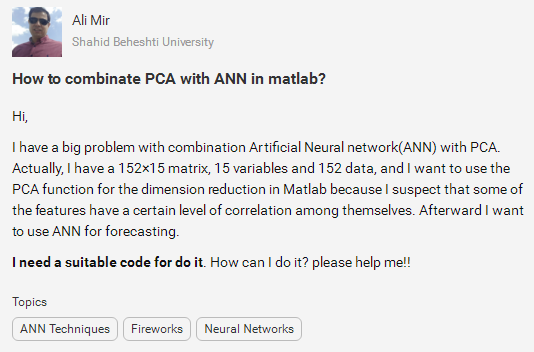 Ali Mir
Shahid Beheshti University
How to combinate PCA with ANN in matlab?
Hi,
I have a big problem with combination Artificial Neural network(ANN) with PCA.
Actually, I have a 152×15 matrix, 15 variables and 152 data, and I want to use the
PCA function for the dimension reduction in Matlab because I suspect that some of
the features have a certain level of correlation among themselves. Afterward I want
to use ANN for forecasting.
I need a suitable code for do it. How can I do it? please help me!!
Topics
ANN Techniques
Fireworks
Neural Networks